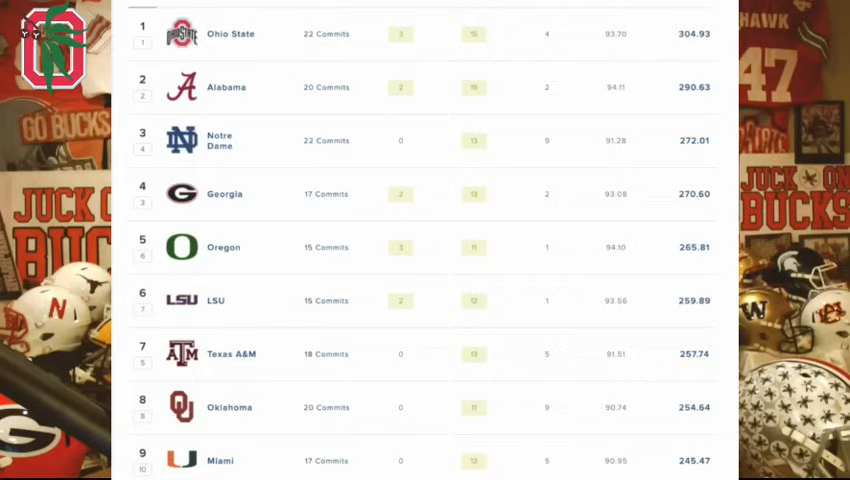 1 Ohio State 22 Commits 3 15 4 93.70 304.93
1
HAWK
47
GO BUCKS
2 Alabama 20 Commits 2 15 2 94.11 290.63
2
3 Notre Dame 22 Commits 0 13 9 91.28 272.01
4
4 Georgia 17 Commits 2 13 2 93.08 270.60
3
JUCK O
BUC
JUCK ON
BUCKS
5 Oregon 15 Commits 3 11 1 94.10 265.81
6
6 LSU LSU 15 Commits 2 12 1 93.56 259.89
7
N
W
7 ATM Texas A&M 18 Commits 0 13 5 91.51 257.74
5
8 OU Oklahoma 20 Commits 0 11 9 90.74 254.64
8
9 U Miami 17 Commits 0 12 5 90.95 245.47
10